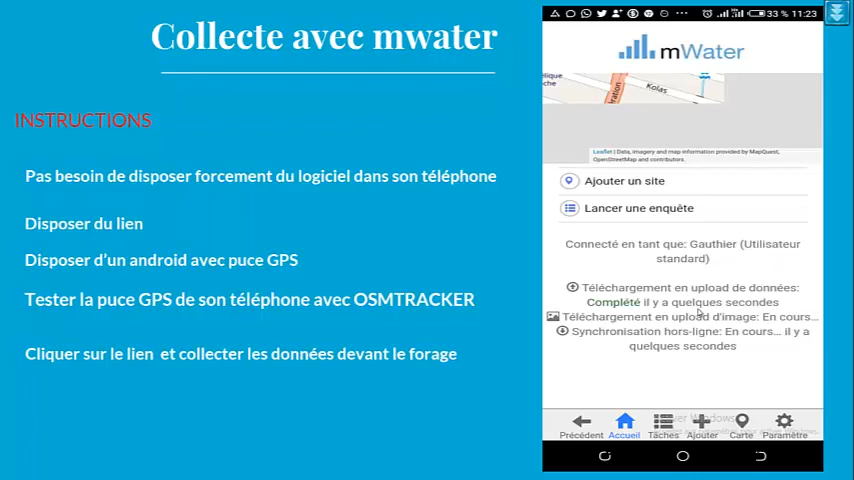 Collecte avec mwater
INSTRUCTIONS
Pas besoin de disposer forcement du logiciel dans son téléphone
Disposer du lien
Disposer d'un android avec puce GPS
Tester la puce GPS de son téléphone avec OSMTRACKER
Cliquer sur le lien et collecter les données devant le forage
33 % 11:23
mWater
Kolas
Leaflet | Data, imagery and map information provided by MapQuest,
OpenStreetMap and contributors.
Ajouter un site
Lancer une enquête
Connecté en tant que: Gauthier (Utilisateur
standard)
Téléchargement en upload de données:
Complété il y a quelques secondes
Téléchargement en upload d'image: En cours...
Synchronisation hors-ligne: En cours... il y a
quelques secondes
Précédent Accueil Tâches Ajouter Carte Paramètre